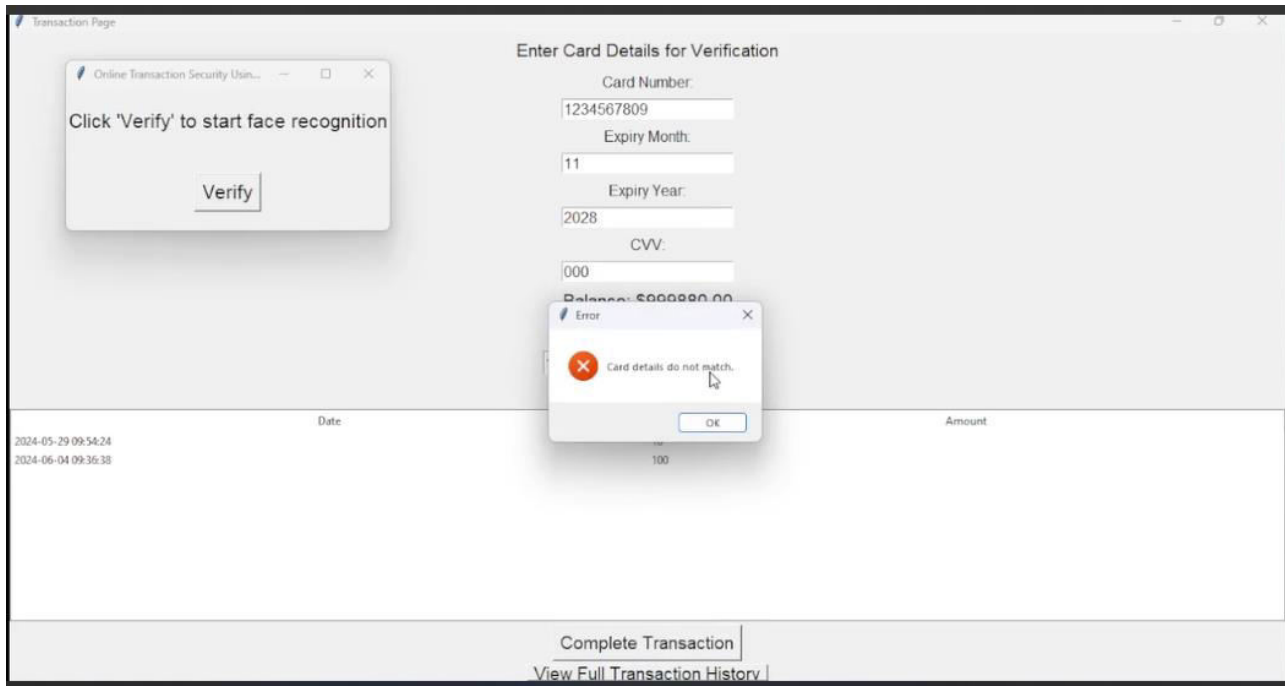 Transaction Page
Enter Card Details for Verification
Online Transaction Security Usin...
Click 'Verify' to start face recognition
Verify
Card Number:
1234567809
Expiry Month:
11
Expiry Year:
2028
CVV:
000
Balance: $999880.00
Error
Card details do not match.
OK
Date
Amount
2024-05-29 09:54:24
2024-06-04 09:36:38 100
Complete Transaction
View Full Transaction History